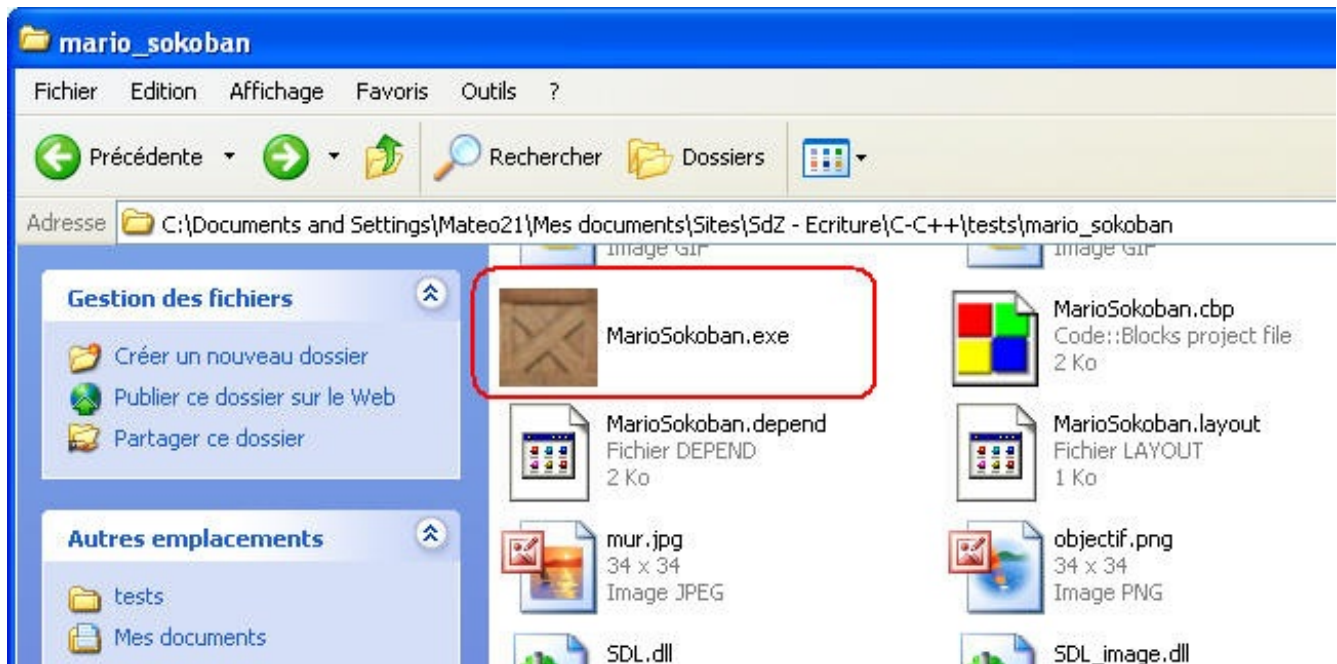 mario_sokoban
Fichier Edition Affichage Favoris Outils ?
Précédente Rechercher Dossiers
Adresse C:\Documents and Settings\Mateo21\Mes documents\Sites\SdZ - Ecriture\C-C++\tests\mario_sokoban
Image GIF Image GIF
Gestion des fichiers
Créer un nouveau dossier
Publier ce dossier sur le Web
Partager ce dossier
Autres emplacements
tests
Mes documents
MarioSokoban.exe
MarioSokoban.cbp
Code::Blocks project file
2 Ko
MarioSokoban.depend
Fichier DEPEND
2 Ko
MarioSokoban.layout
Fichier LAYOUT
1 Ko
mur.jpg
34 x 34
Image JPEG
objectif.png
34 x 34
Image PNG
SDL.dll
SDL_image.dll